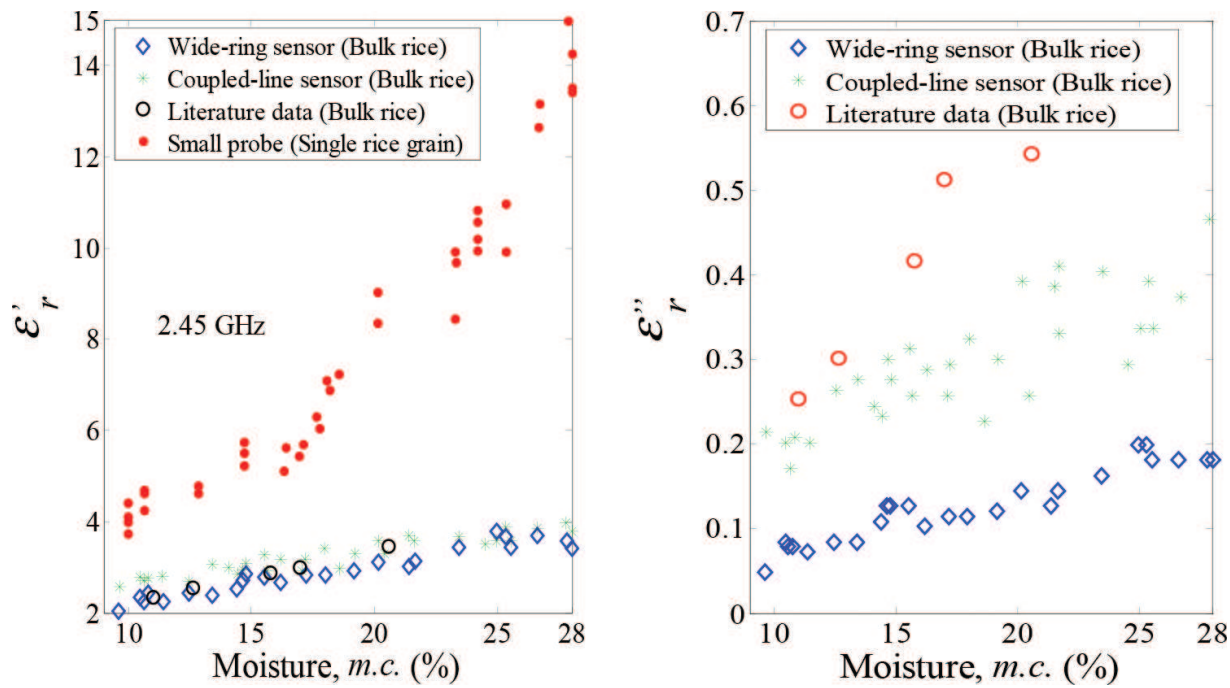 15
Wide-ring sensor (Bulk rice)
Coupled-line sensor (Bulk rice)
Literature data (Bulk rice)
Small probe (Single rice grain)
14
12
10
8
6
4
2
ε'r
2.45 GHz
10 15 20 25 28
Moisture, m.c. (%)
0.7
Wide-ring sensor (Bulk rice)
Coupled-line sensor (Bulk rice)
Literature data (Bulk rice)
0.6
0.5
0.4
0.3
0.2
0.1
0
ε''r
10 15 20 25 28
Moisture, m.c. (%)